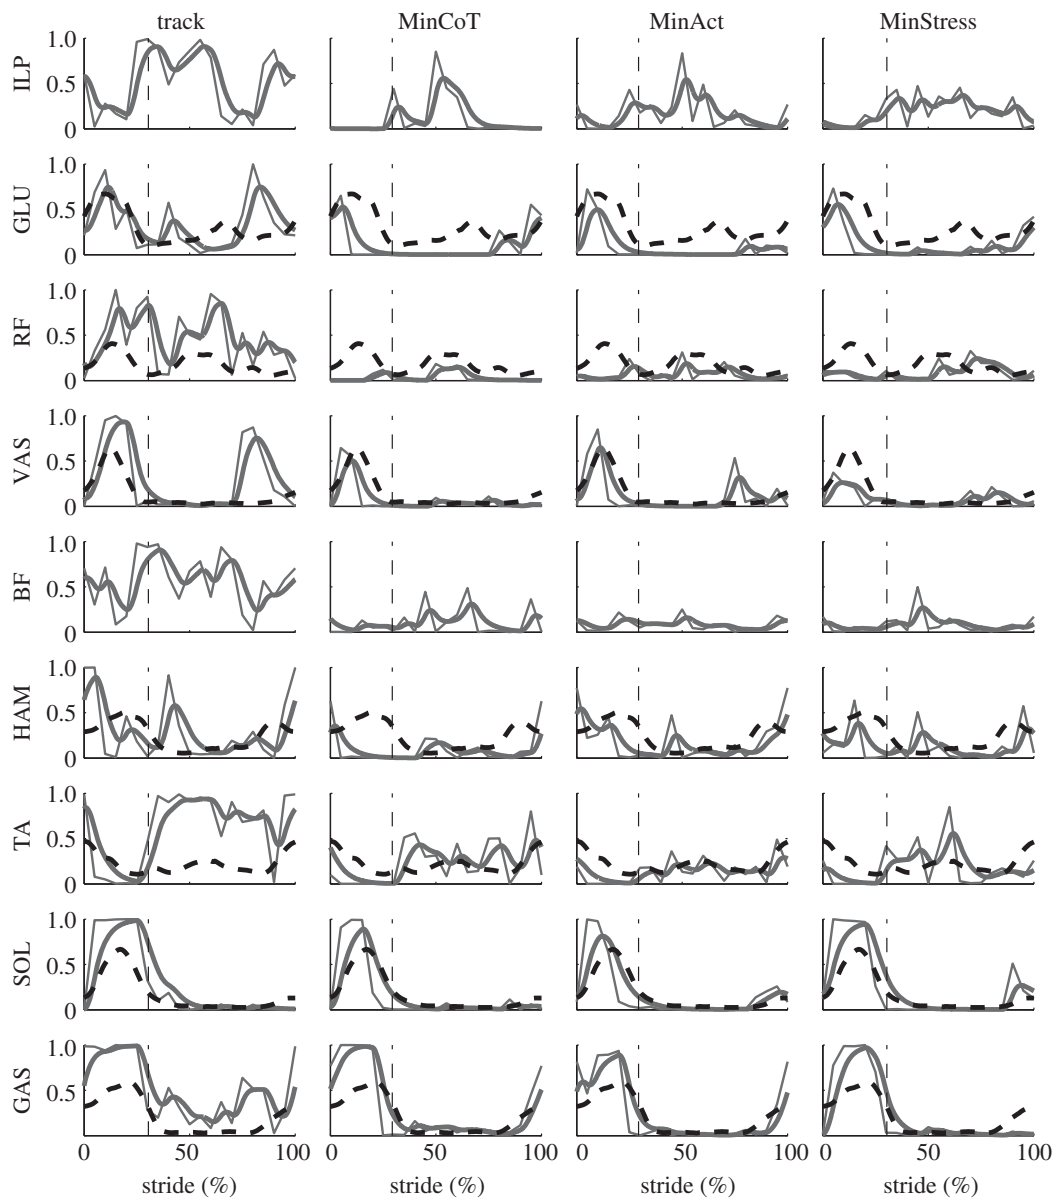 track MinCoT MinAct MinStress
ILP 1.0 0.5 0
GLU 1.0 0.5 0
RF 1.0 0.5 0
VAS 1.0 0.5 0
BF 1.0 0.5 0
HAM 1.0 0.5 0
TA 1.0 0.5 0
SOL 1.0 0.5 0
GAS 1.0 0.5
0 50 100 0 50 100 0 50 100 0 50 100
stride (%) stride (%) stride (%) stride (%)